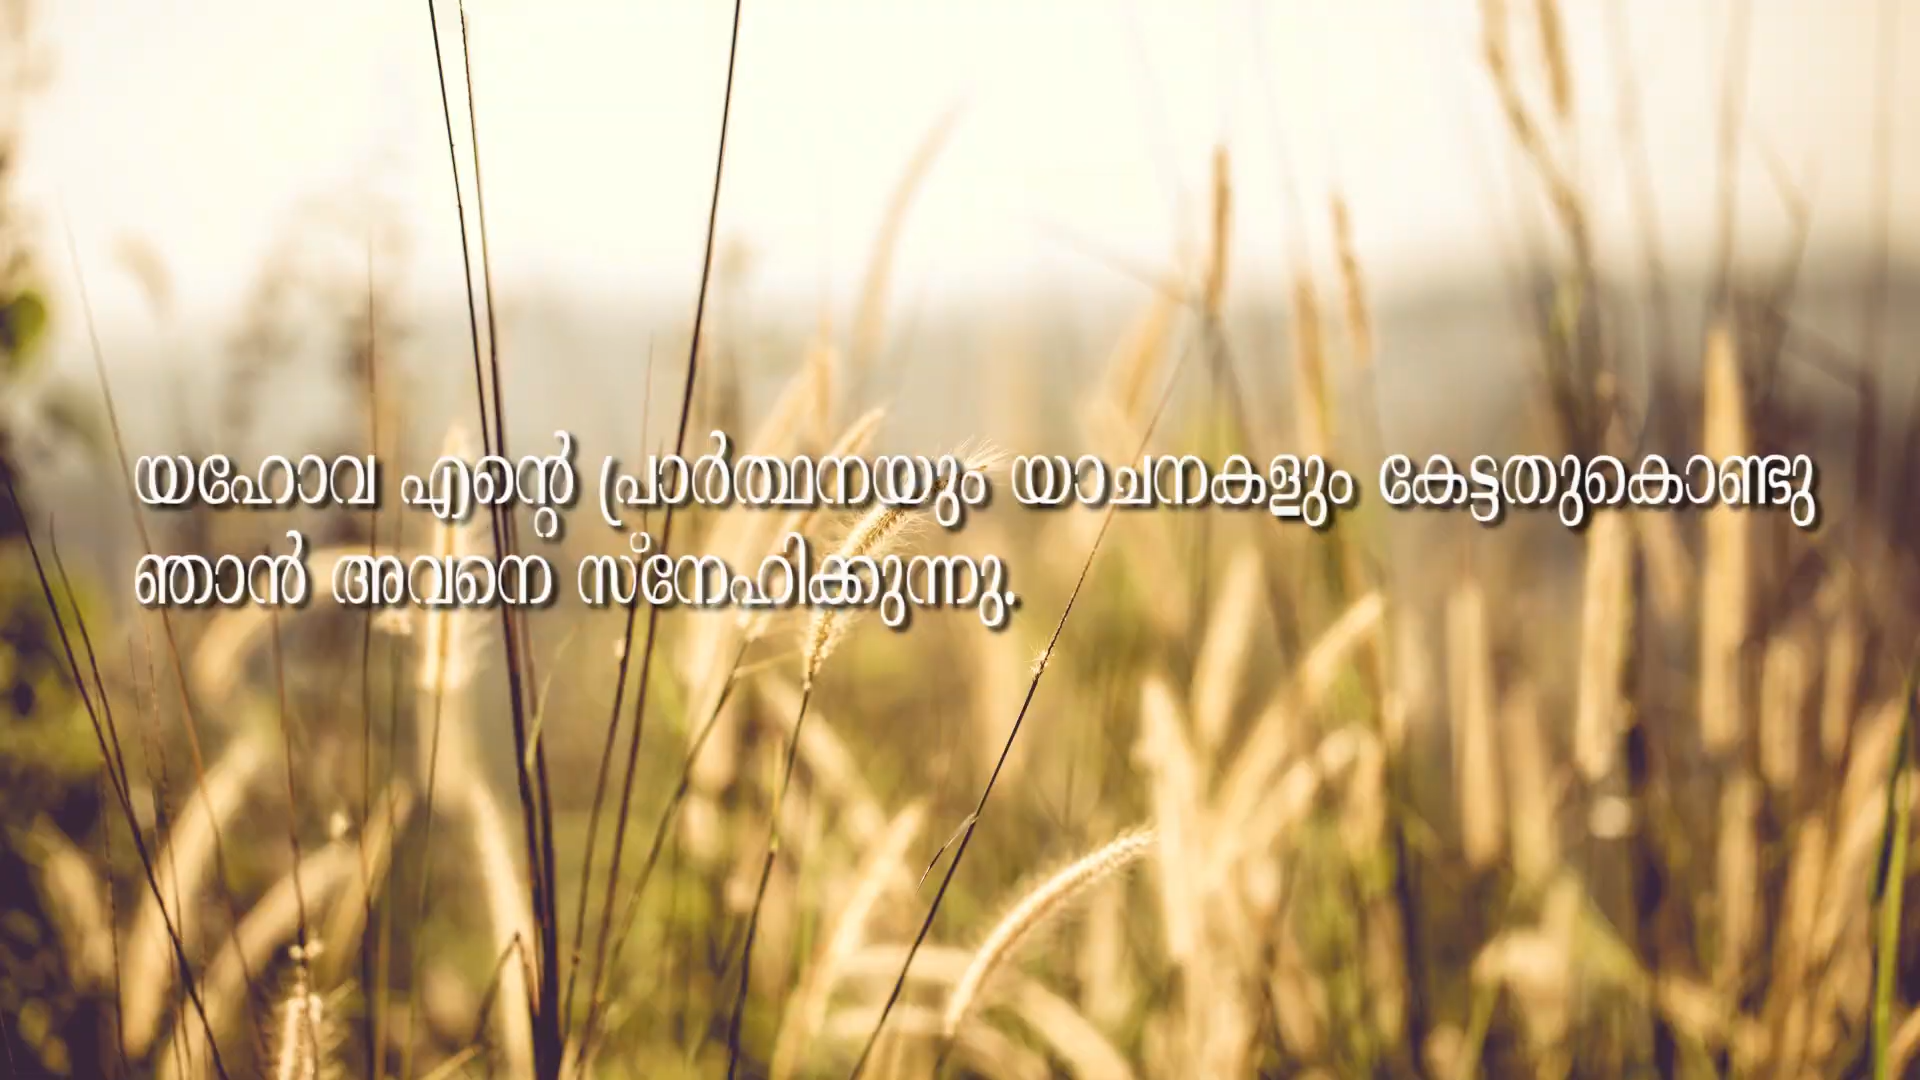 യഹോവ എന്റെ പ്രാർത്ഥനയും യാചനകളും കേട്ടതുകൊണ്ടു
ഞാൻ അവനെ സ്നേഹിക്കുന്നു.